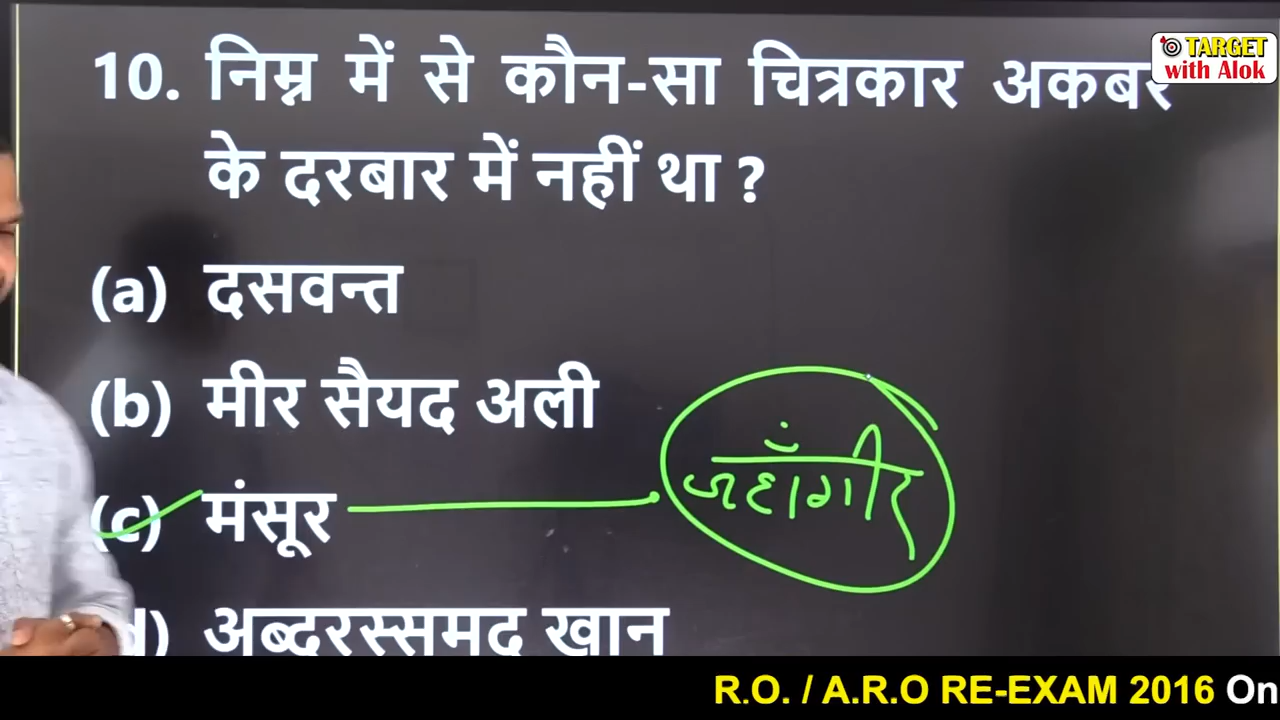 TARGET
with Alok
10. निम्न में से कौन-सा चित्रकार अकबर
के दरबार में नहीं था ?
(a) दसवन्त
(b) मीर सैयद अली
(c) मंसूर
जहाँगीर
d) अब्दुस्समद खान
R.O. / A.R.O RE-EXAM 2016 On